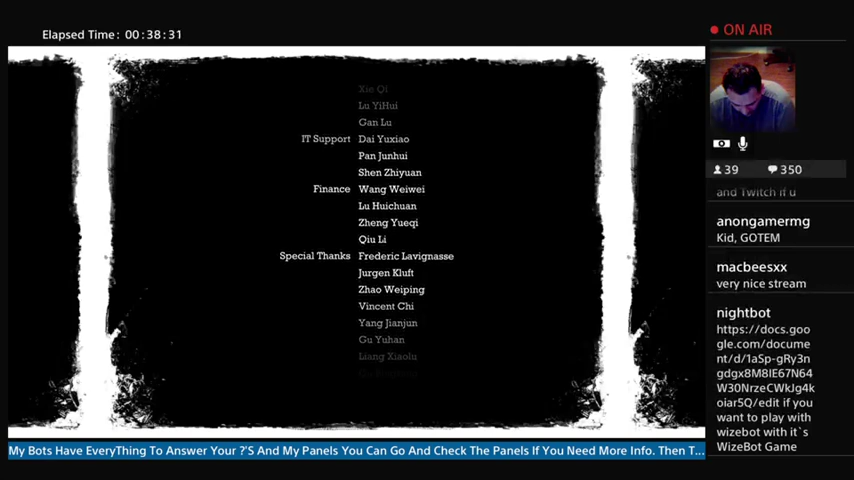 Elapsed Time: 00:38:31
ON AIR
Xie Qi
Lu YiHui
Gan Lu
IT Support Dai Yuxiao
Pan Junhui
Shen Zhiyuan
Finance Wang Weiwei
Lu Huichuan
Zheng Yueqi
Qiu Li
Special Thanks Frederic Lavignasse
Jurgen Kluft
Zhao Weiping
Vincent Chi
Yang Jianjun
Gu Yuhan
Liang Xiaolu
39 350
and Twitch if u
anongamermg
Kid, GOTEM
macbeesxx
very nice stream
nightbot
https://docs.goo
gle.com/docume
nt/d/1aSp-gRy3n
gdgx8M8IE67N64
W30NrzeCWkJg4k
oiar5Q/edit if you
want to play with
wizebot with it`s
WizeBot Game
My Bots Have EveryThing To Answer Your ?'S And My Panels You Can Go And Check The Panels If You Need More Info. Then T...